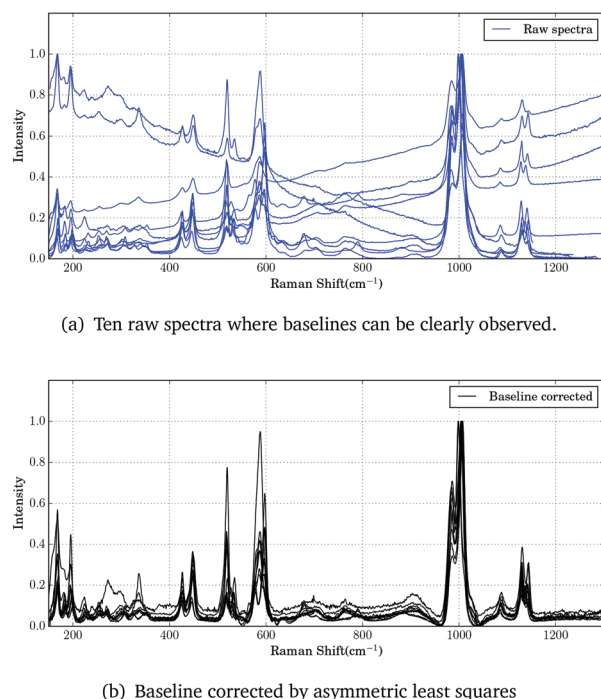 1.0
Raw spectra
0.8
0.6
Intensity
0.4
0.2
0.0
200 400 600 800 1000 1200
Raman Shift(cm⁻¹)
(a) Ten raw spectra where baselines can be clearly observed.
1.0
Baseline corrected
0.8
0.6
Intensity
0.4
0.2
0.0
200 400 600 800 1000 1200
Raman Shift(cm⁻¹)
(b) Baseline corrected by asymmetric least squares